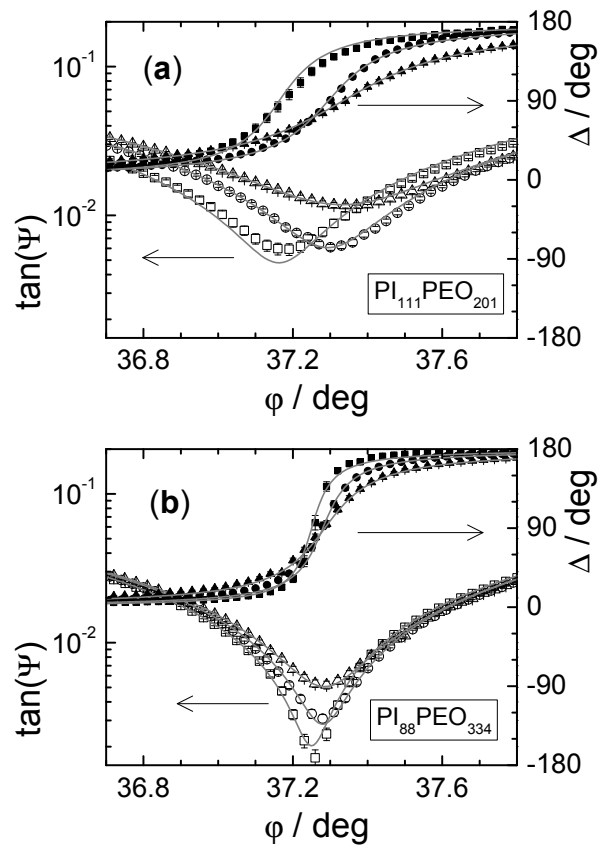 (a)
10⁻¹
10⁻²
tan(Ψ)
180
90
0
-90
-180
Δ / deg
PI₁₁₁PEO₂₀₁
36.8 37.2 37.6
φ / deg
(b)
10⁻¹
10⁻²
tan(Ψ)
180
90
0
-90
-180
Δ / deg
PI₈₈PEO₃₃₄
36.8 37.2 37.6
φ / deg